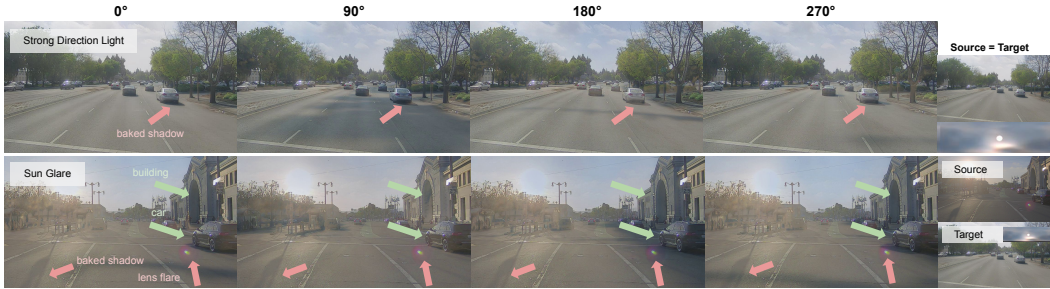 0°
90°
180°
270°
Strong Direction Light
Source = Target
baked shadow
Sun Glare
building
Source
car
Target
baked shadow
lens flare